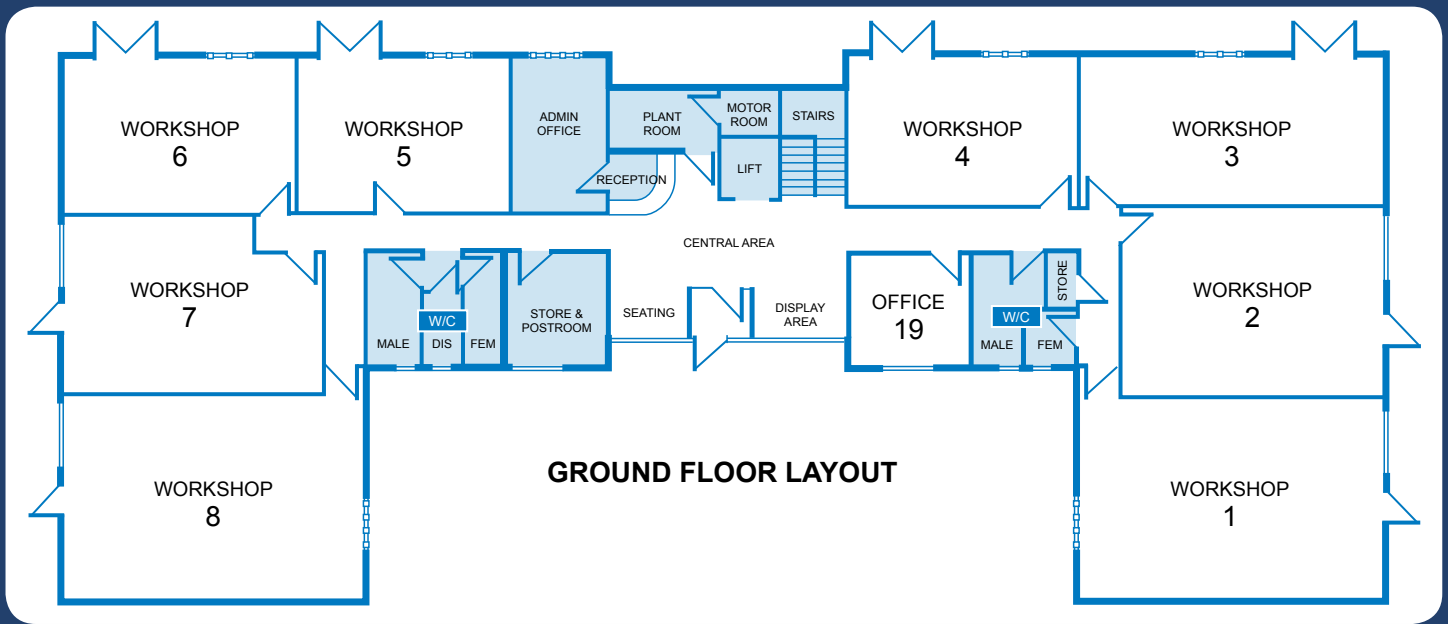 WORKSHOP
6
WORKSHOP
5
ADMIN
OFFICE
PLANT
ROOM
MOTOR
ROOM
STAIRS
WORKSHOP
4
WORKSHOP
3
RECEPTION
LIFT
CENTRAL AREA
WORKSHOP
7
W/C
MALE
DIS
FEM
STORE &
POSTROOM
SEATING
DISPLAY
AREA
OFFICE
19
W/C
MALE
FEM
STORE
WORKSHOP
2
WORKSHOP
8
GROUND FLOOR LAYOUT
WORKSHOP
1